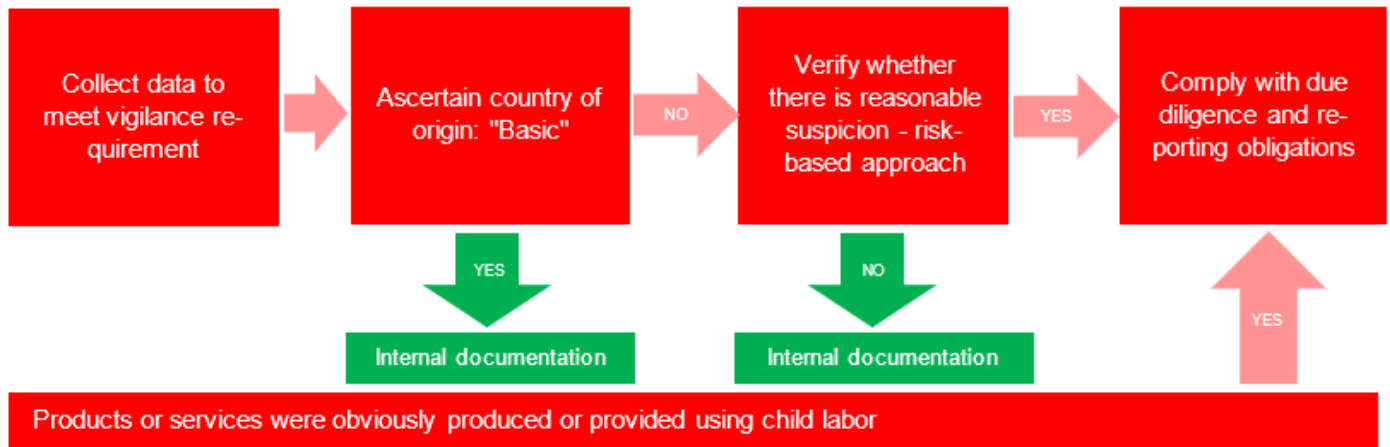 Collect data to
meet vigilance re-
quirement
Ascertain country of
origin: "Basic"
NO
Verify whether
there is reasonable
suspicion - risk-
based approach
YES
Comply with due
diligence and re-
porting obligations
YES
NO
YES
Internal documentation
Internal documentation
Products or services were obviously produced or provided using child labor